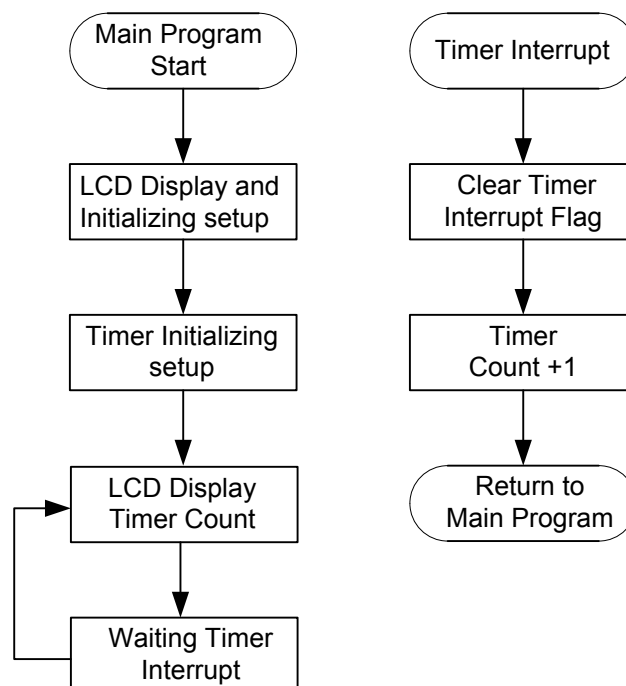 Main Program
Start
LCD Display and
Initializing setup
Timer Initializing
setup
LCD Display
Timer Count
Waiting Timer
Interrupt
Timer Interrupt
Clear Timer
Interrupt Flag
Timer
Count +1
Return to
Main Program